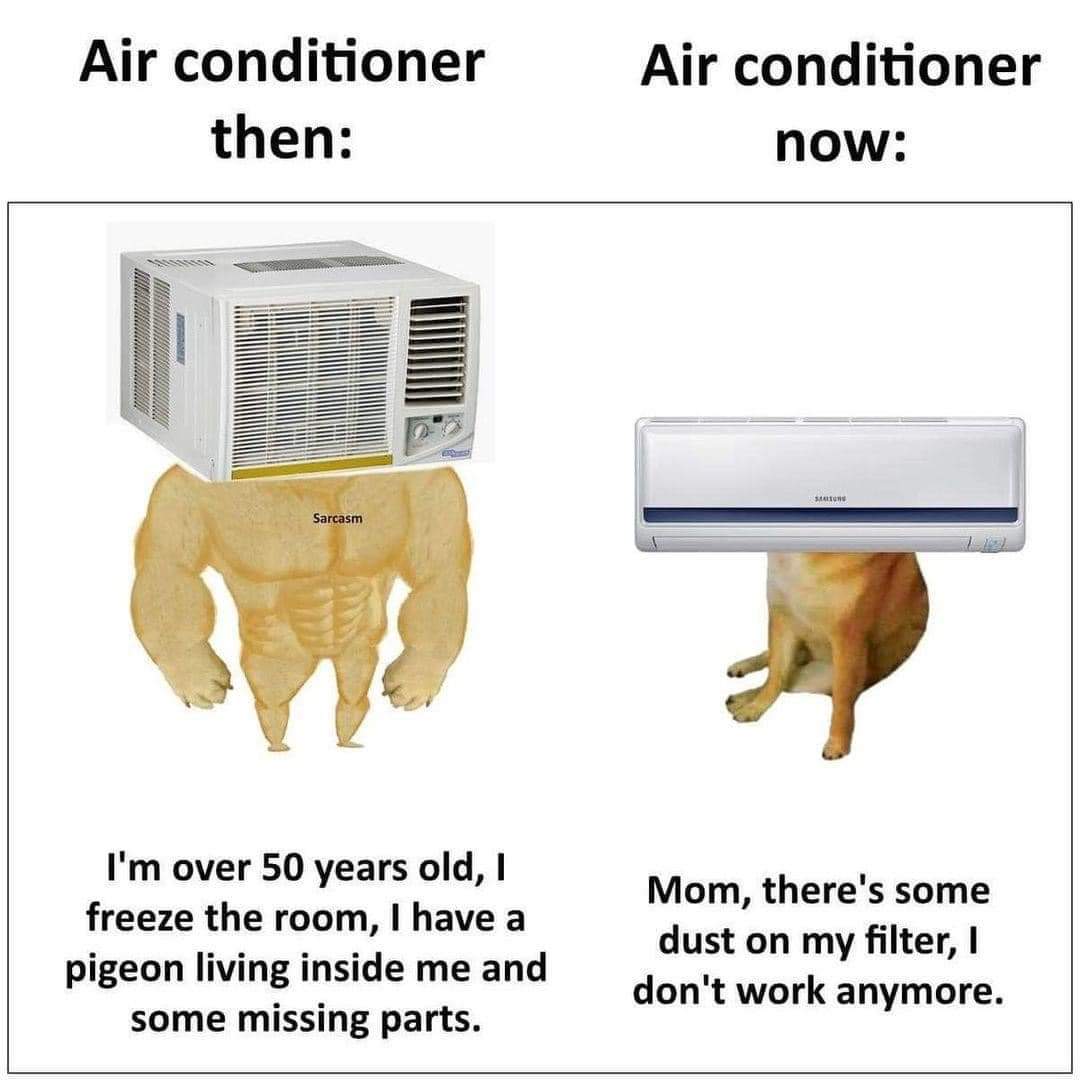 Air conditioner
then:
Air conditioner
now:
Sarcasm
SAMSUNG
I'm over 50 years old, I
freeze the room, I have a
pigeon living inside me and
some missing parts.
Mom, there's some
dust on my filter, I
don't work anymore.